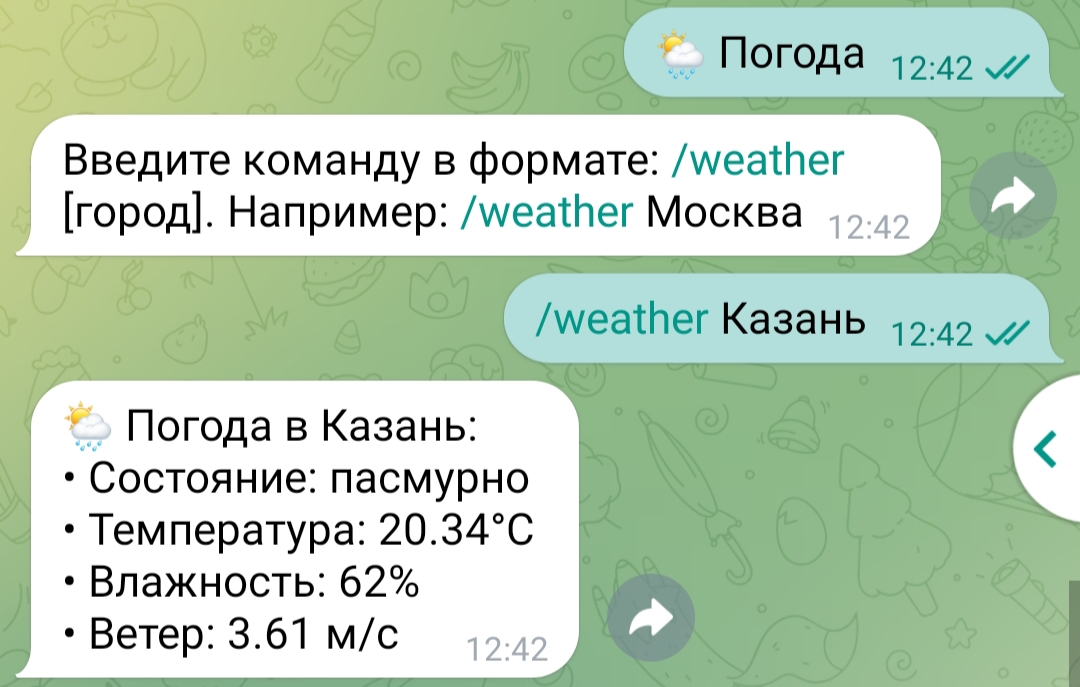 🌦 Погода 12:42
Введите команду в формате: /weather
[город]. Например: /weather Москва 12:42
/weather Казань 12:42
🌦 Погода в Казань:
• Состояние: пасмурно
• Температура: 20.34°C
• Влажность: 62%
• Ветер: 3.61 м/с 12:42